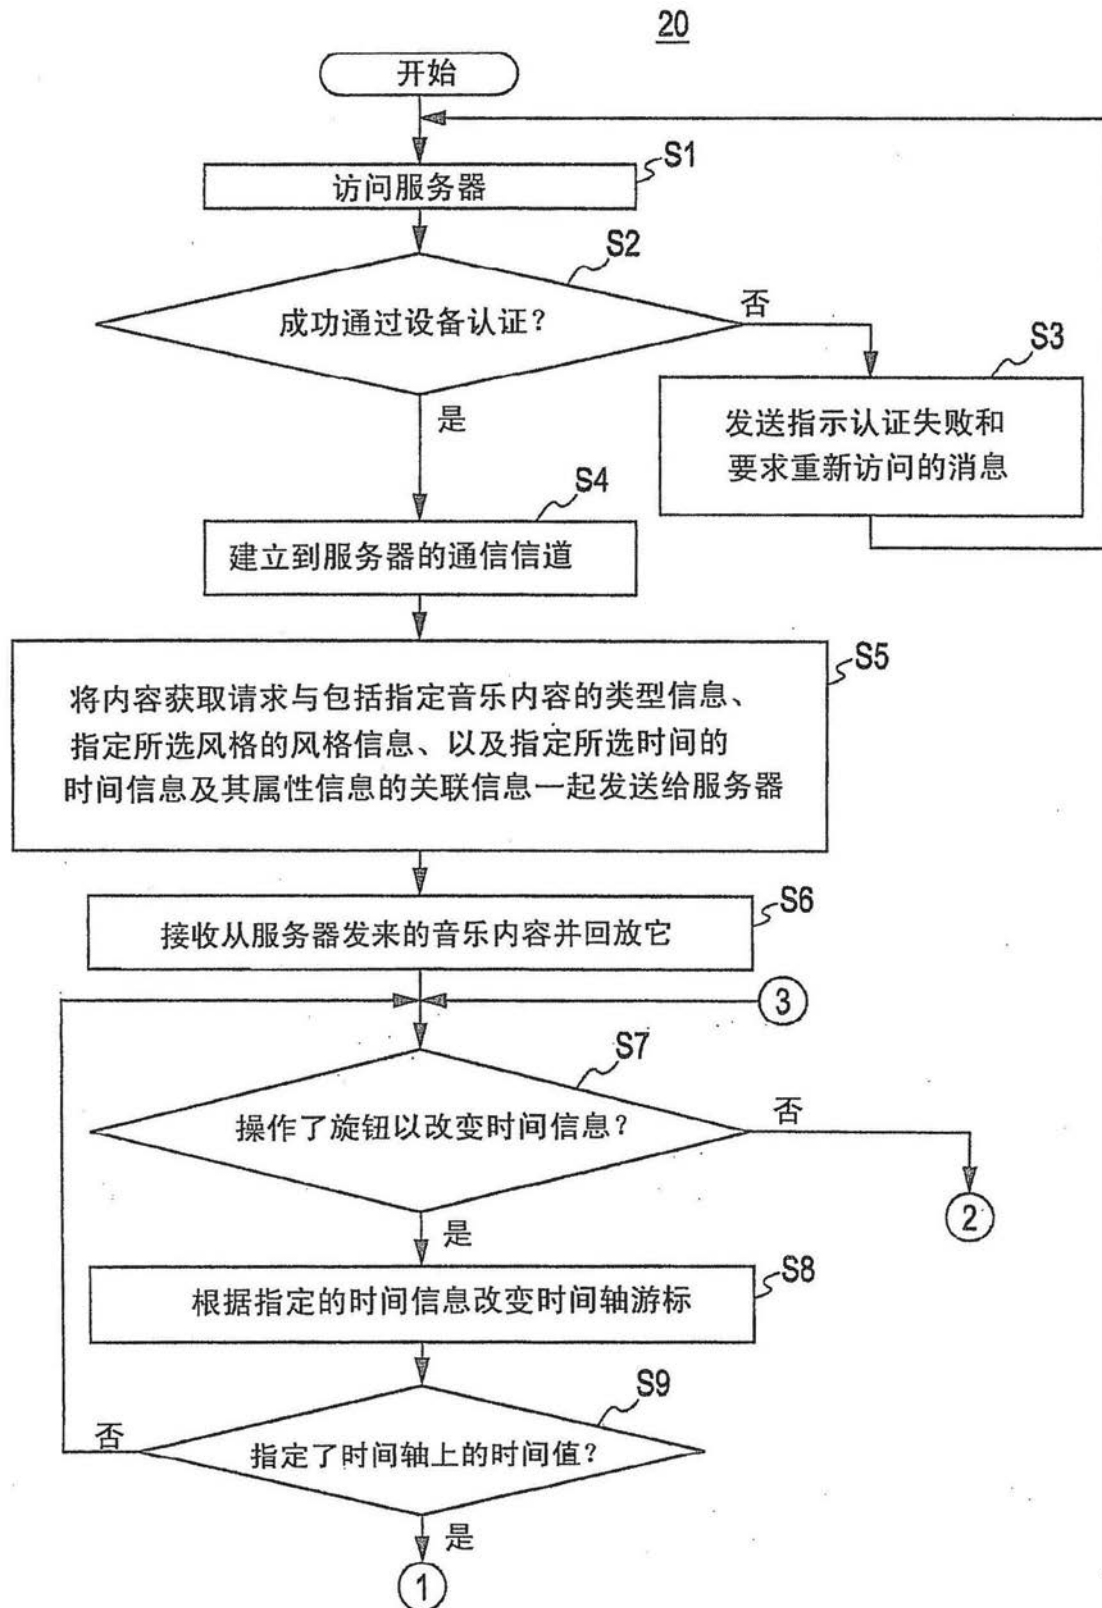 20
开始
S1
访问服务器
S2
成功通过设备认证？
否
是
S3
发送指示认证失败和
要求重新访问的消息
S4
建立到服务器的通信信道
S5
将内容获取请求与包括指定音乐内容的类型信息、
指定所选风格的风格信息、以及指定所选时间的
时间信息及其属性信息的关联信息一起发送给服务器
S6
接收从服务器发来的音乐内容并回放它
3
S7
操作了旋钮以改变时间信息？
否
2
是
S8
根据指定的时间信息改变时间轴游标
S9
否
指定了时间轴上的时间值？
是
1